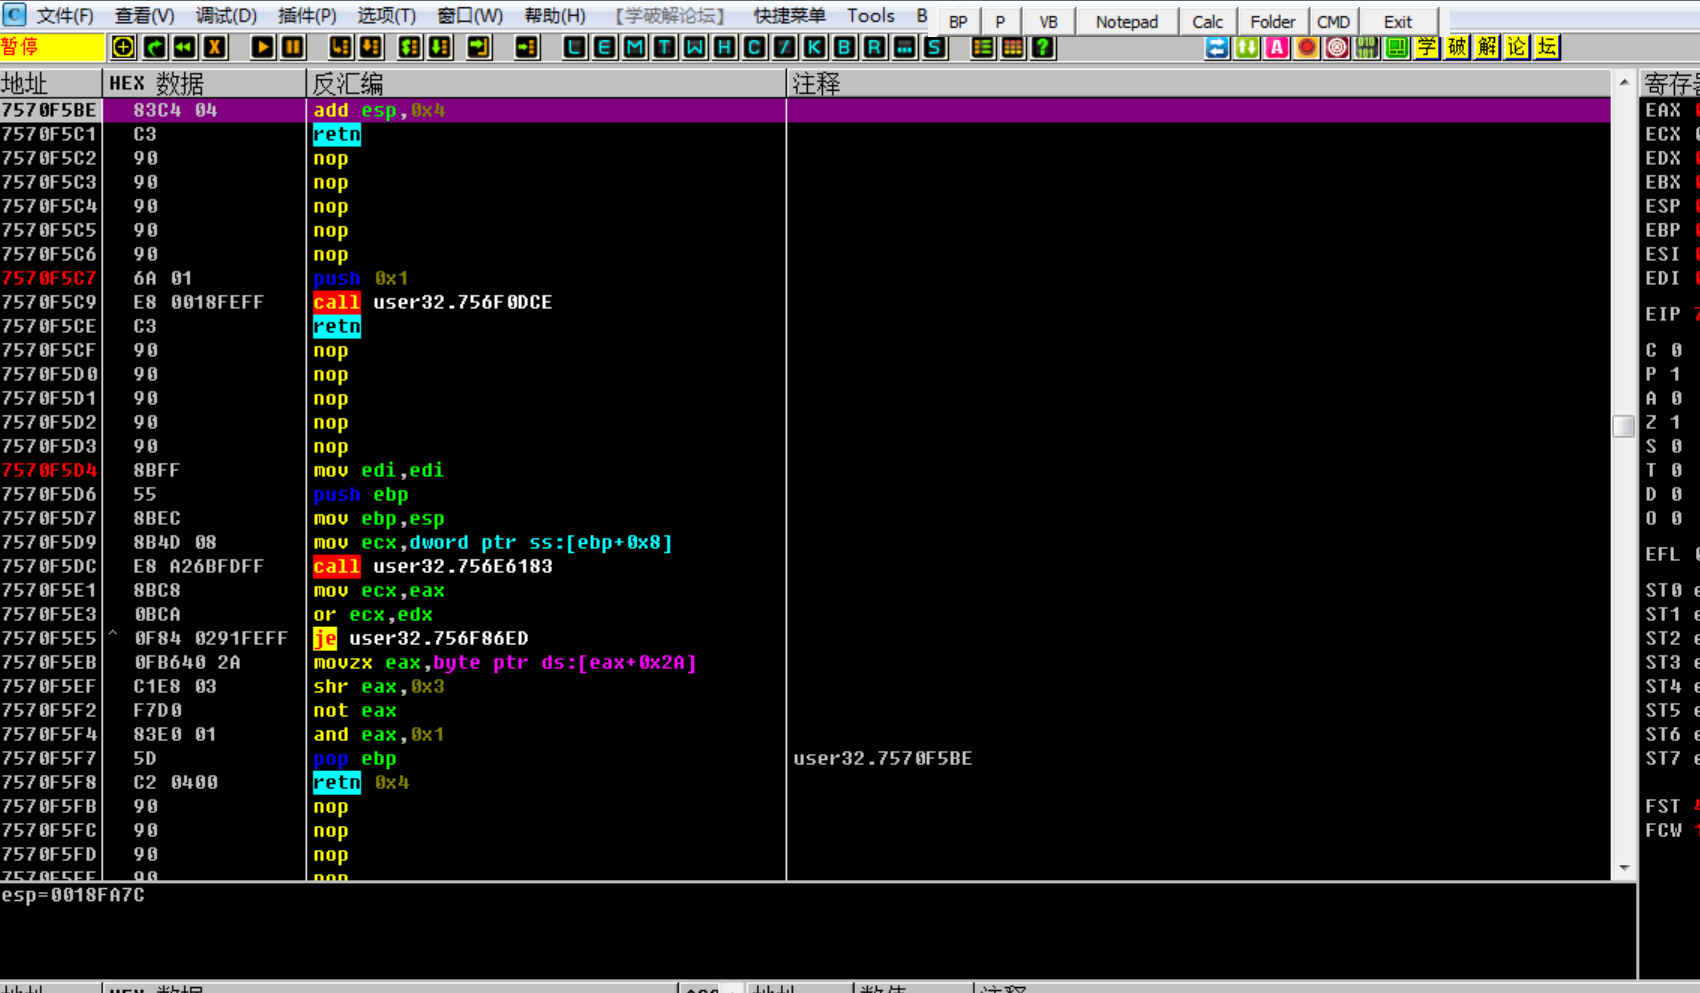 文件(F) 查看(V) 调试(D) 插件(P) 选项(T) 窗口(W) 帮助(H) 【学破解论坛】 快捷菜单 Tools B BP P VB Notepad Calc Folder CMD Exit
暂停 L E M T W H C / K B R ... S ? A 学 破 解 论 坛
地址 HEX 数据 反汇编 注释
7570F5BE 83C4 04 add esp,0x4
7570F5C1 C3 retn
7570F5C2 90 nop
7570F5C3 90 nop
7570F5C4 90 nop
7570F5C5 90 nop
7570F5C6 90 nop
7570F5C7 6A 01 push 0x1
7570F5C9 E8 0018FEFF call user32.756F0DCE
7570F5CE C3 retn
7570F5CF 90 nop
7570F5D0 90 nop
7570F5D1 90 nop
7570F5D2 90 nop
7570F5D3 90 nop
7570F5D4 8BFF mov edi,edi
7570F5D6 55 push ebp
7570F5D7 8BEC mov ebp,esp
7570F5D9 8B4D 08 mov ecx,dword ptr ss:[ebp+0x8]
7570F5DC E8 A26BFDFF call user32.756E6183
7570F5E1 8BC8 mov ecx,eax
7570F5E3 0BCA or ecx,edx
7570F5E5 ^ 0F84 0291FEFF je user32.756F86ED
7570F5EB 0FB640 2A movzx eax,byte ptr ds:[eax+0x2A]
7570F5EF C1E8 03 shr eax,0x3
7570F5F2 F7D0 not eax
7570F5F4 83E0 01 and eax,0x1
7570F5F7 5D pop ebp user32.7570F5BE
7570F5F8 C2 0400 retn 0x4
7570F5FB 90 nop
7570F5FC 90 nop
7570F5FD 90 nop
7570F5FE 90 nop
esp=0018FA7C
地址 HEX 数据 地址 数值 注释
寄存
EAX
ECX
EDX
EBX
ESP
EBP
ESI
EDI
EIP
C 0
P 1
A 0
Z 1
S 0
T 0
D 0
O 0
EFL
ST0
ST1
ST2
ST3
ST4
ST5
ST6
ST7
FST
FCW